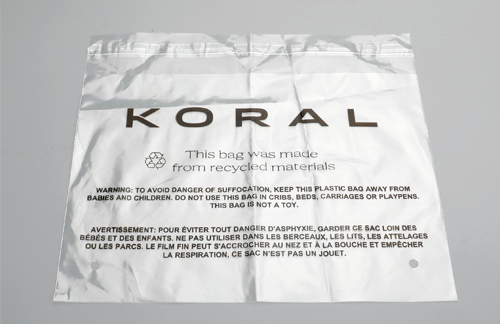 KORAL
This bag was made
from recycled materials
WARNING: TO AVOID DANGER OF SUFFOCATION, KEEP THIS PLASTIC BAG AWAY FROM
BABIES AND CHILDREN. DO NOT USE THIS BAG IN CRIBS, BEDS, CARRIAGES OR PLAYPENS.
THIS BAG IS NOT A TOY.
AVERTISSEMENT: POUR ÉVITER TOUT DANGER D'ASPHYXIE, GARDER CE SAC LOIN DES
BÉBÉS ET DES ENFANTS. NE PAS UTILISER DANS LES BERCEAUX, LES LITS, LES ATTELAGES
OU LES PARCS. LE FILM FIN PEUT S'ACCROCHER AU NEZ ET À LA BOUCHE ET EMPÊCHER
LA RESPIRATION, CE SAC N'EST PAS UN JOUET.